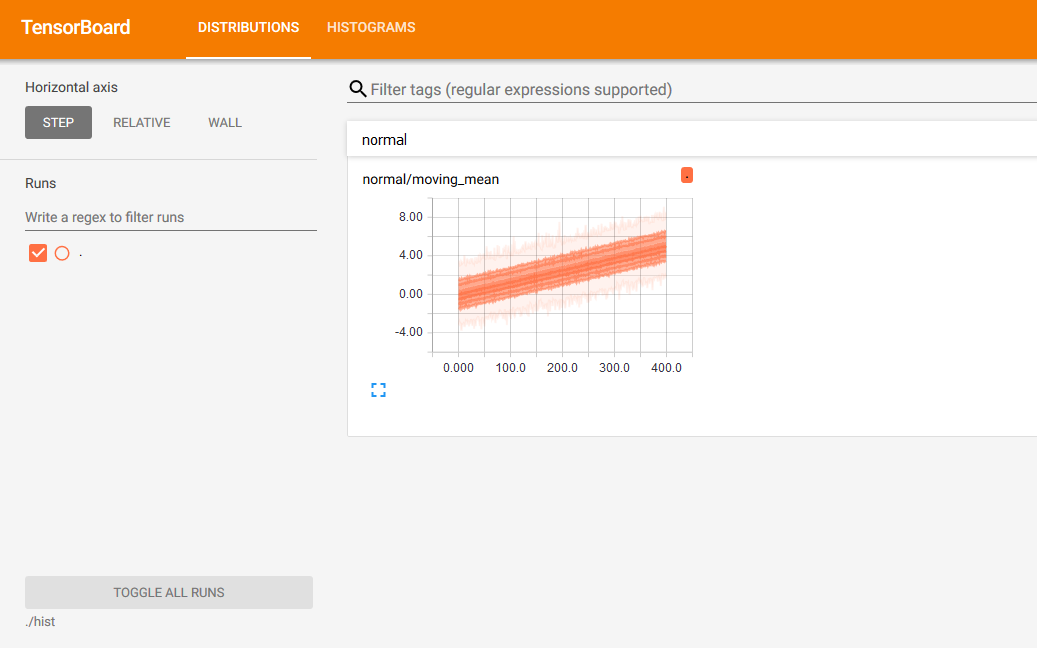 TensorBoard
DISTRIBUTIONS HISTOGRAMS
Horizontal axis
STEP RELATIVE WALL
Runs
Write a regex to filter runs
.
TOGGLE ALL RUNS
./hist
Filter tags (regular expressions supported)
normal
normal/moving_mean
.
8.00
4.00
0.00
-4.00
0.000 100.0 200.0 300.0 400.0